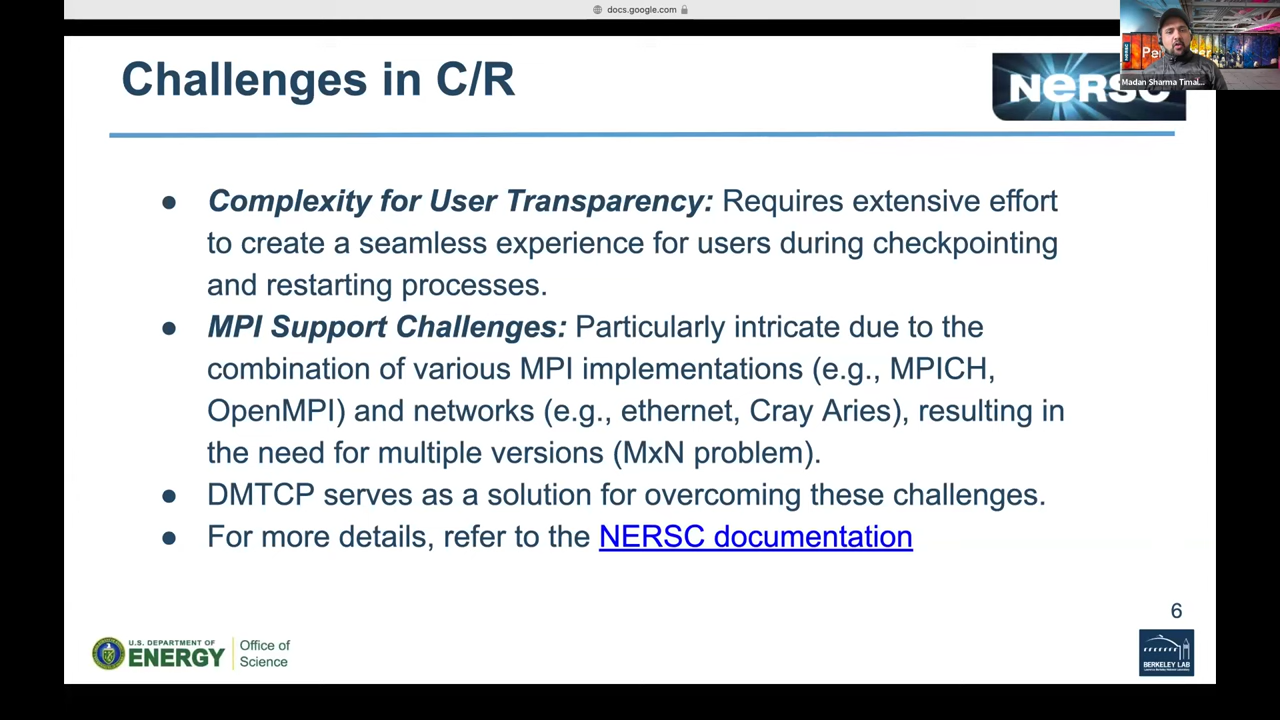 docs.google.com
Challenges in C/R
NERSC
Madan Sharma Timal...
● Complexity for User Transparency: Requires extensive effort
to create a seamless experience for users during checkpointing
and restarting processes.
● MPI Support Challenges: Particularly intricate due to the
combination of various MPI implementations (e.g., MPICH,
OpenMPI) and networks (e.g., ethernet, Cray Aries), resulting in
the need for multiple versions (MxN problem).
● DMTCP serves as a solution for overcoming these challenges.
● For more details, refer to the NERSC documentation
6
U.S. DEPARTMENT OF
ENERGY
Office of
Science
BERKELEY LAB